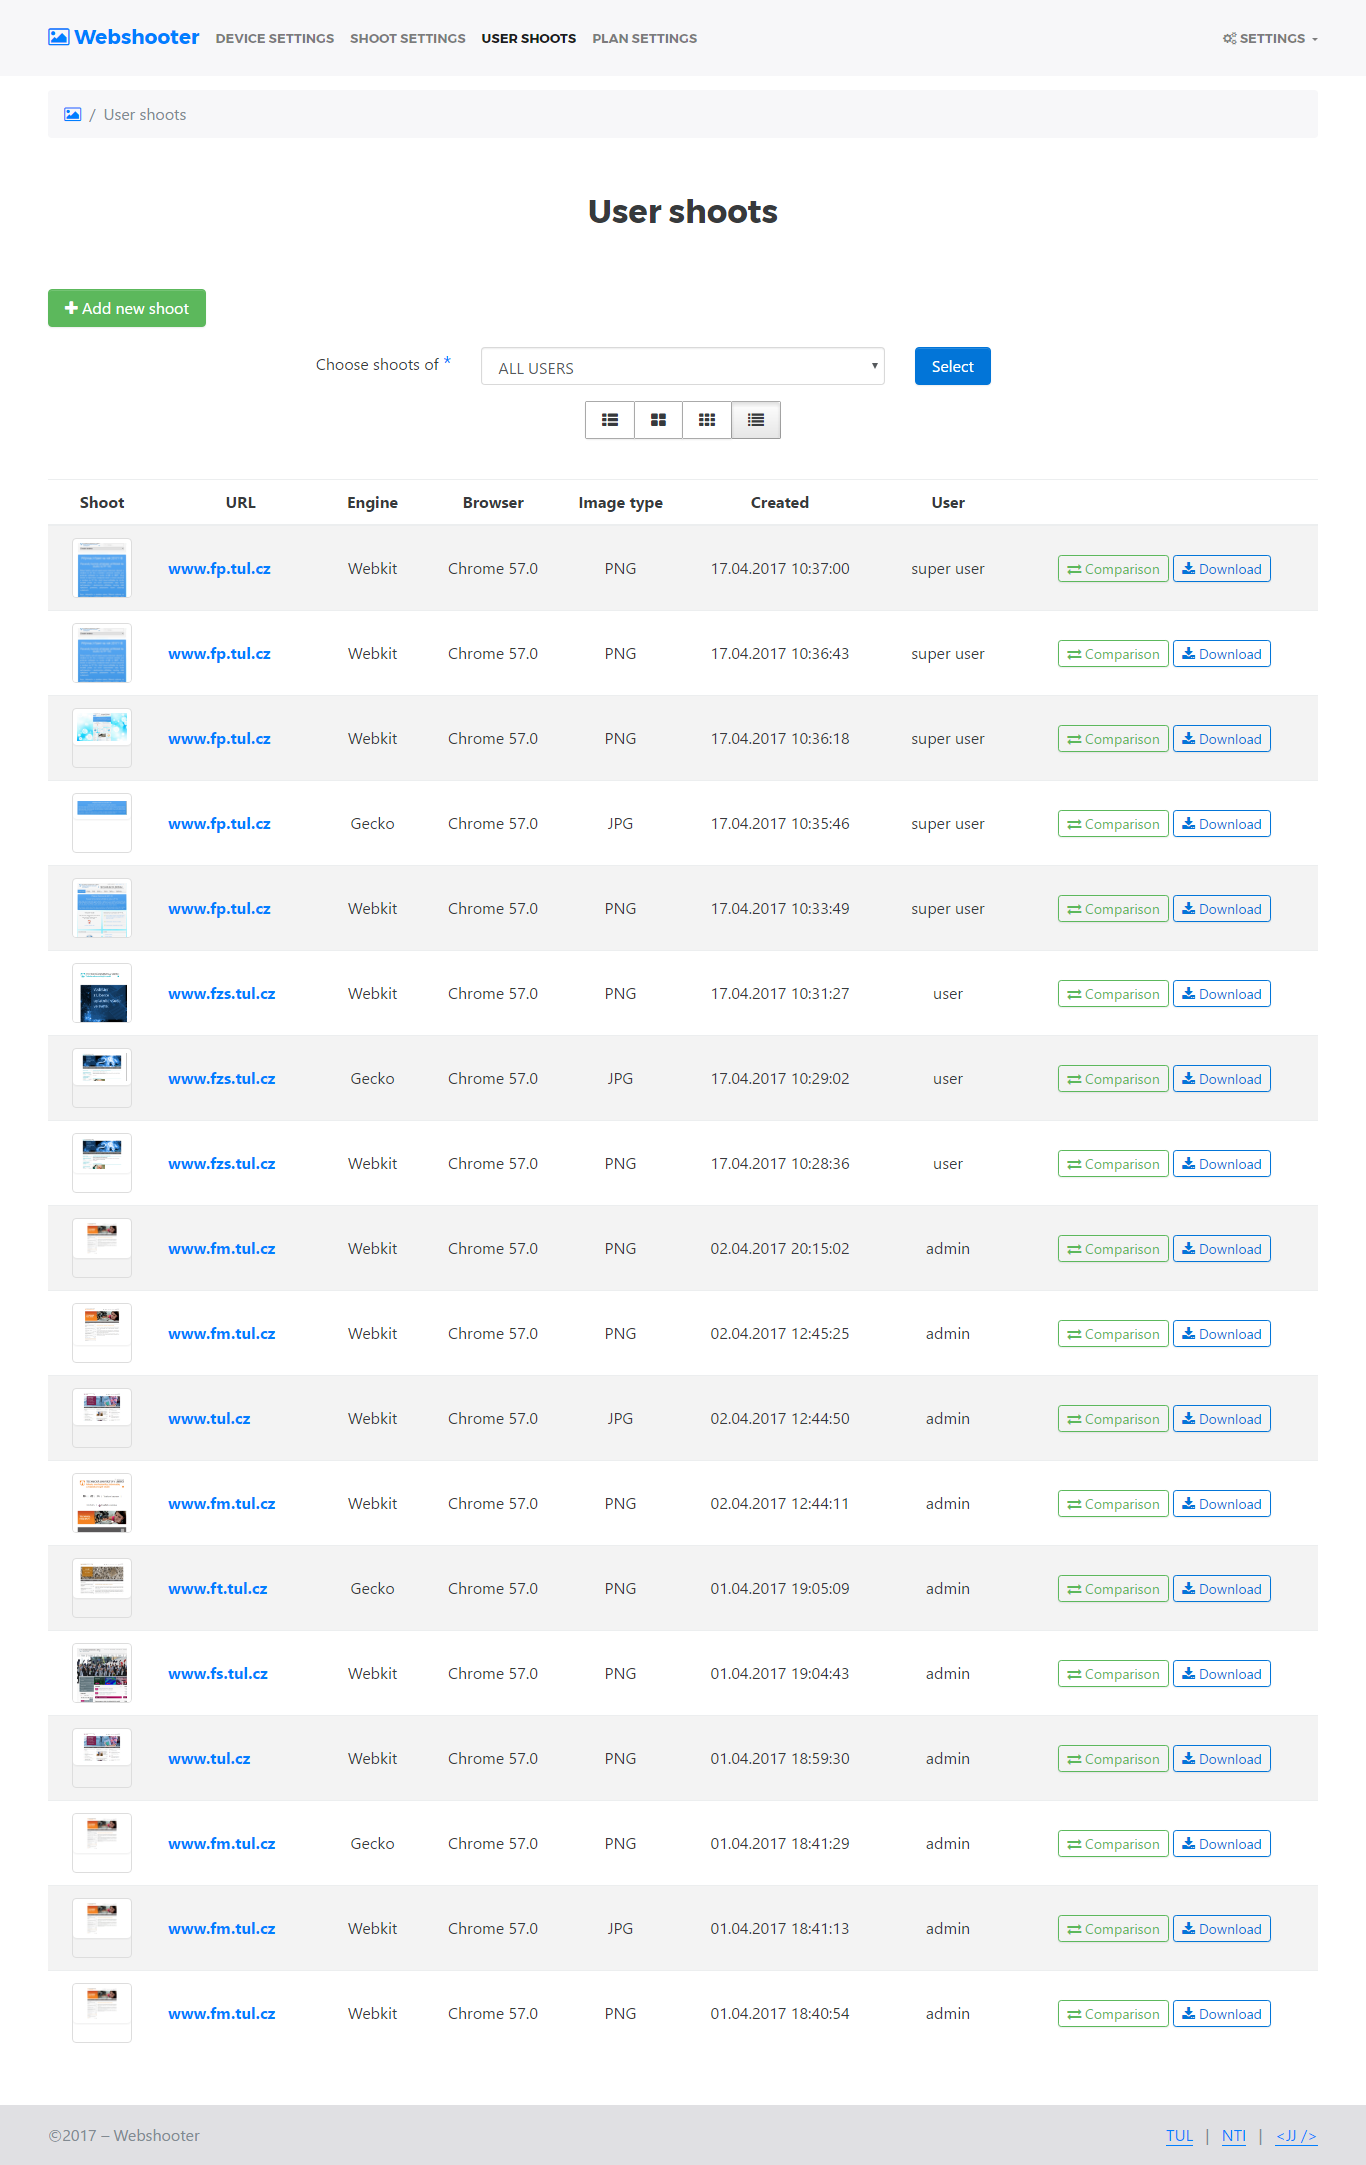 Webshooter DEVICE SETTINGS SHOOT SETTINGS USER SHOOTS PLAN SETTINGS SETTINGS
/ User shoots
User shoots
Add new shoot
Choose shoots of * ALL USERS Select
Shoot URL Engine Browser Image type Created User
www.fp.tul.cz Webkit Chrome 57.0 PNG 17.04.2017 10:37:00 super user Comparison Download
www.fp.tul.cz Webkit Chrome 57.0 PNG 17.04.2017 10:36:43 super user Comparison Download
www.fp.tul.cz Webkit Chrome 57.0 PNG 17.04.2017 10:36:18 super user Comparison Download
www.fp.tul.cz Gecko Chrome 57.0 JPG 17.04.2017 10:35:46 super user Comparison Download
www.fp.tul.cz Webkit Chrome 57.0 PNG 17.04.2017 10:33:49 super user Comparison Download
www.fzs.tul.cz Webkit Chrome 57.0 PNG 17.04.2017 10:31:27 user Comparison Download
www.fzs.tul.cz Gecko Chrome 57.0 JPG 17.04.2017 10:29:02 user Comparison Download
www.fzs.tul.cz Webkit Chrome 57.0 PNG 17.04.2017 10:28:36 user Comparison Download
www.fm.tul.cz Webkit Chrome 57.0 PNG 02.04.2017 20:15:02 admin Comparison Download
www.fm.tul.cz Webkit Chrome 57.0 PNG 02.04.2017 12:45:25 admin Comparison Download
www.tul.cz Webkit Chrome 57.0 JPG 02.04.2017 12:44:50 admin Comparison Download
www.fm.tul.cz Webkit Chrome 57.0 PNG 02.04.2017 12:44:11 admin Comparison Download
www.ft.tul.cz Gecko Chrome 57.0 PNG 01.04.2017 19:05:09 admin Comparison Download
www.fs.tul.cz Webkit Chrome 57.0 PNG 01.04.2017 19:04:43 admin Comparison Download
www.tul.cz Webkit Chrome 57.0 PNG 01.04.2017 18:59:30 admin Comparison Download
www.fm.tul.cz Gecko Chrome 57.0 PNG 01.04.2017 18:41:29 admin Comparison Download
www.fm.tul.cz Webkit Chrome 57.0 JPG 01.04.2017 18:41:13 admin Comparison Download
www.fm.tul.cz Webkit Chrome 57.0 PNG 01.04.2017 18:40:54 admin Comparison Download
©2017 – Webshooter TUL | NTI | <JJ />